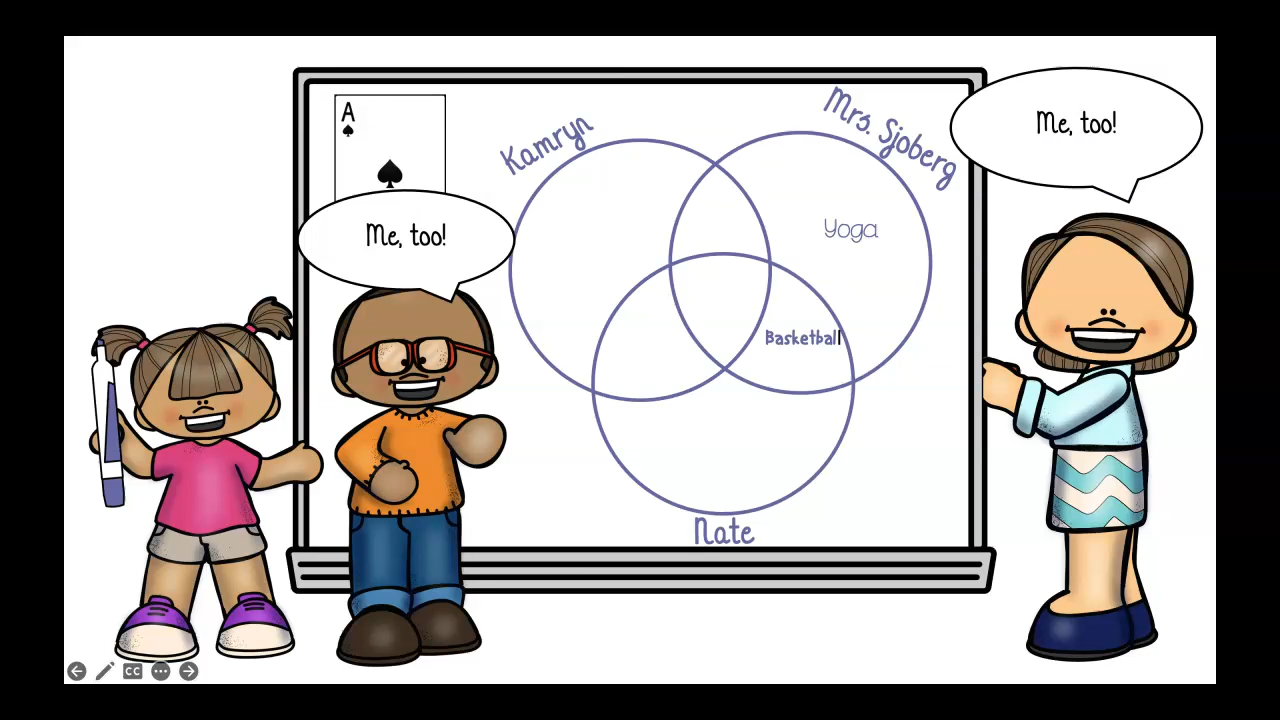 A
Kamryn
Mrs. Sjoberg
Me, too!
Me, too!
Yoga
Basketball
Nate
CC